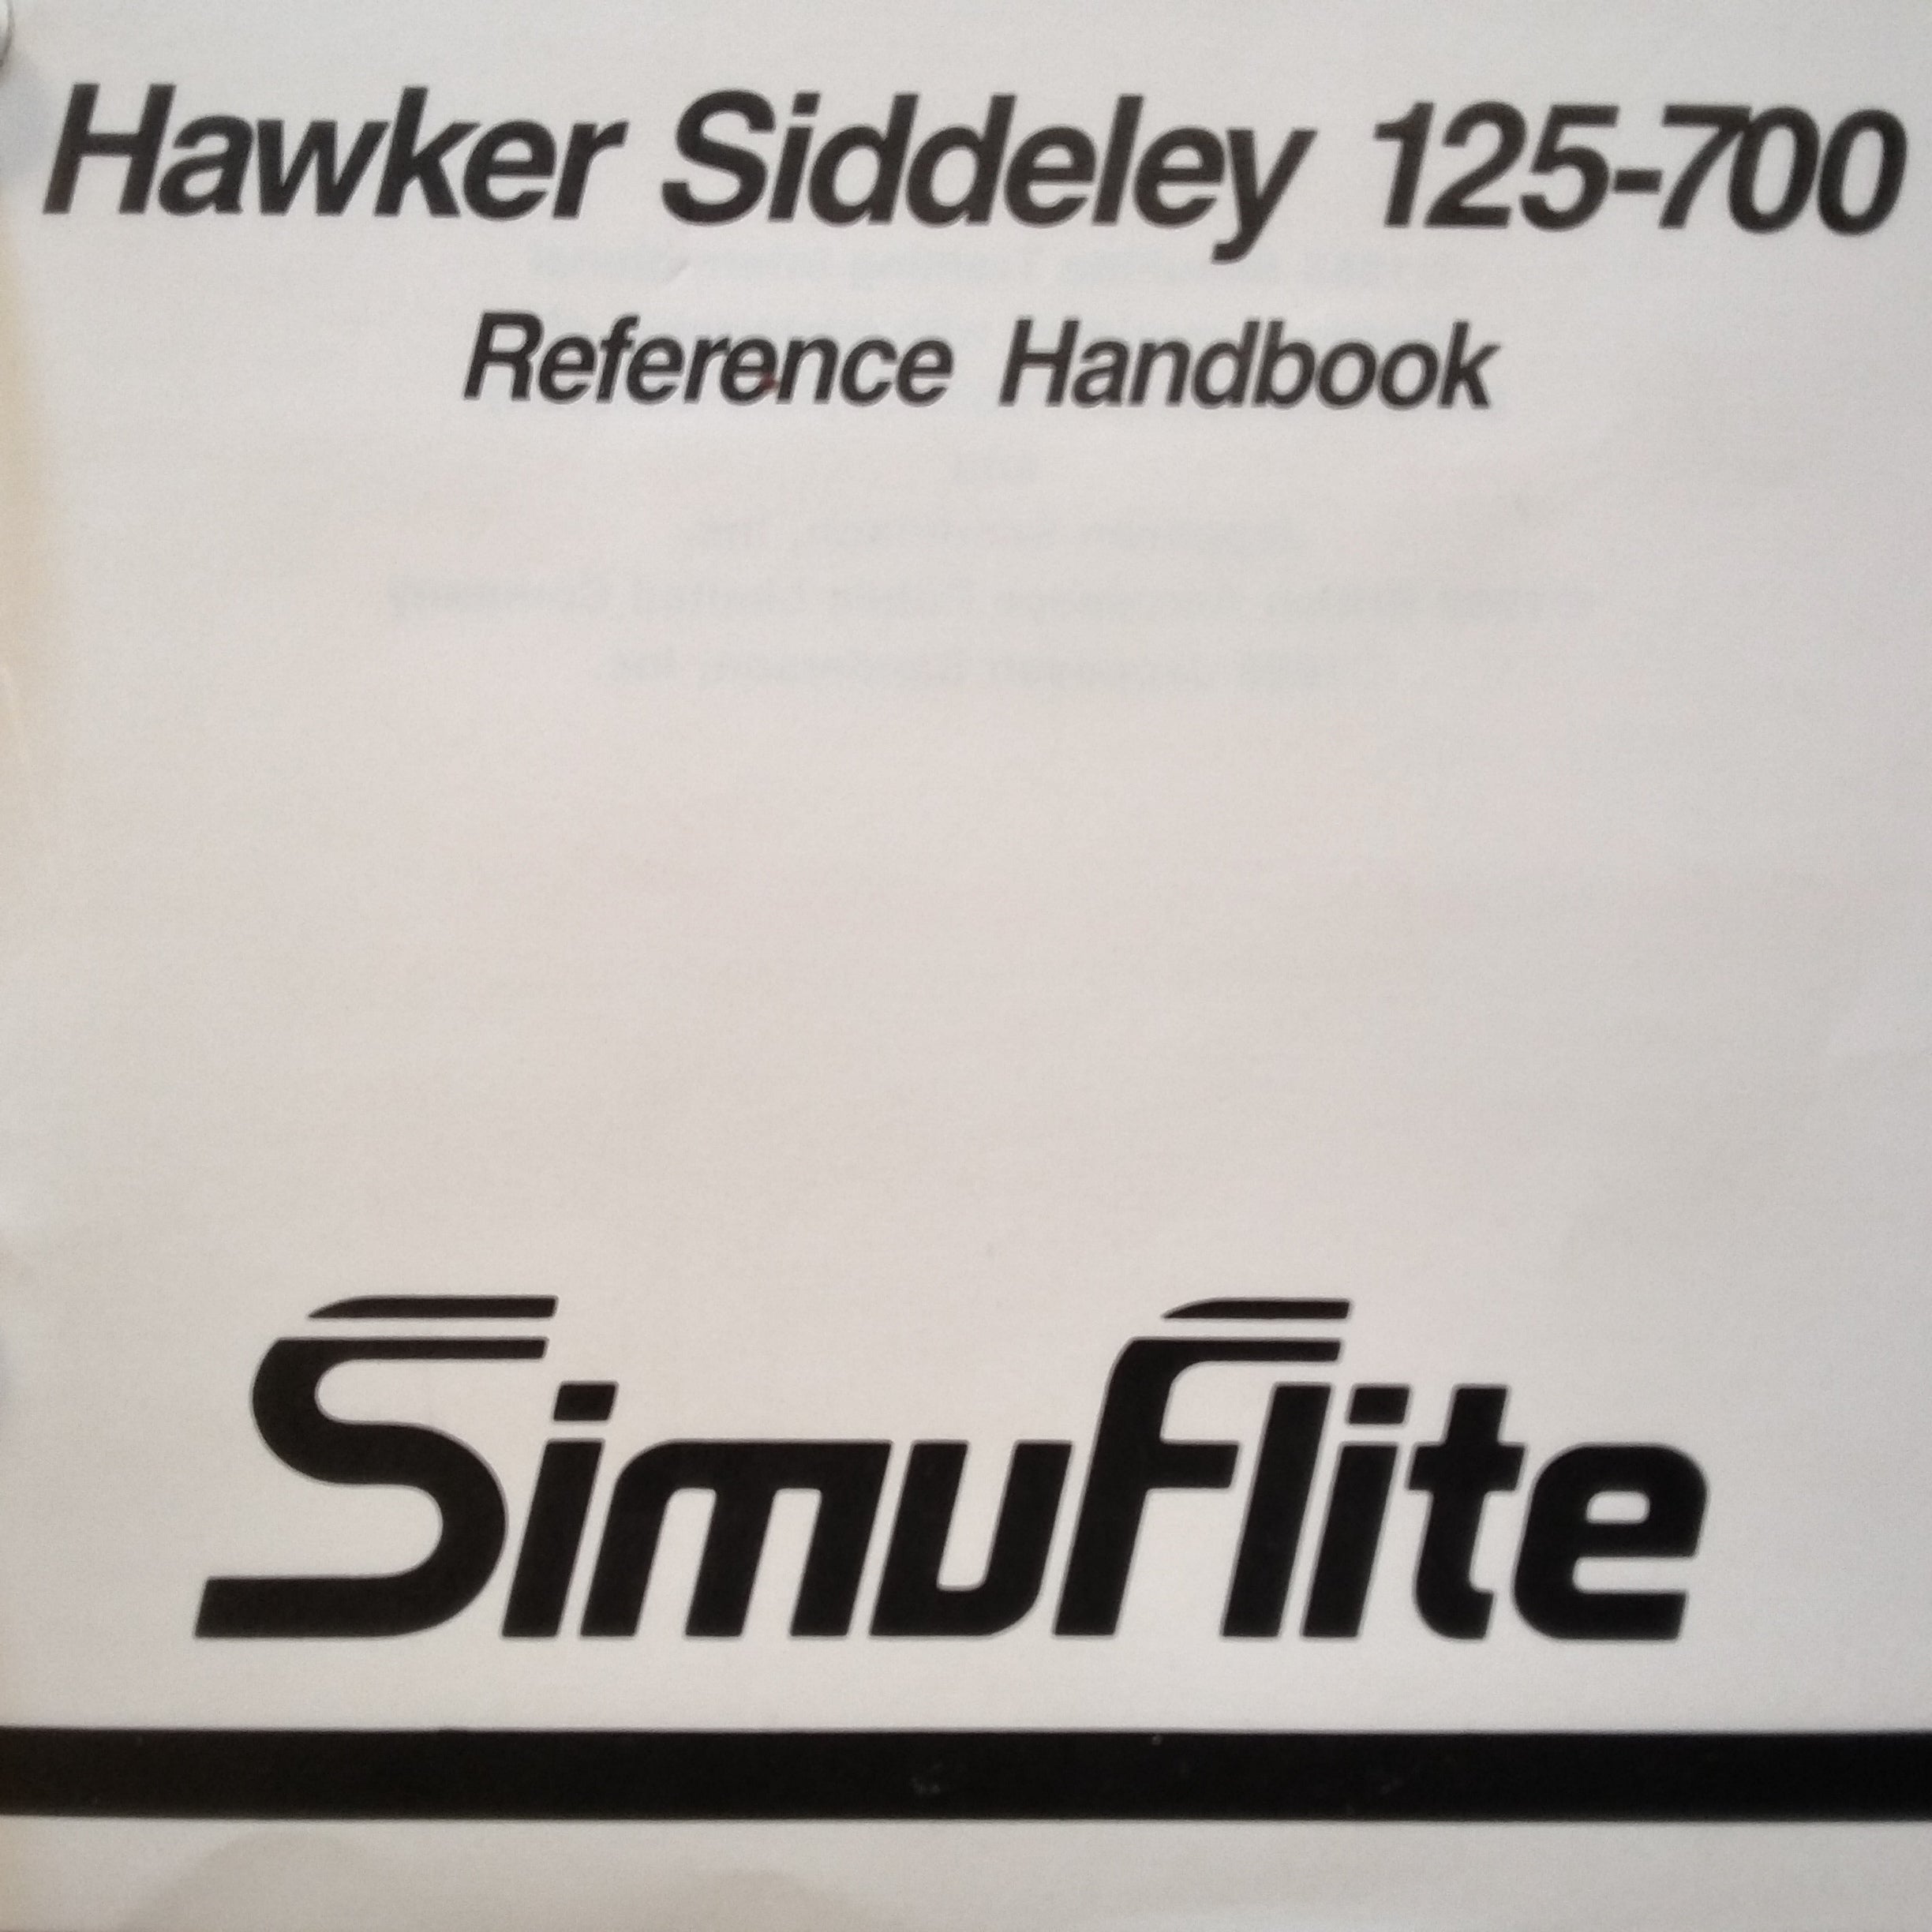 Hawker Siddeley 125-700
Reference Handbook
SimuFlite